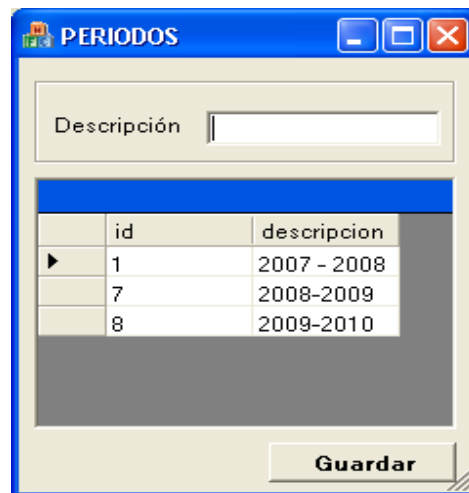 PERIODOS
Descripción
id descripcion
1 2007 - 2008
7 2008-2009
8 2009-2010
Guardar